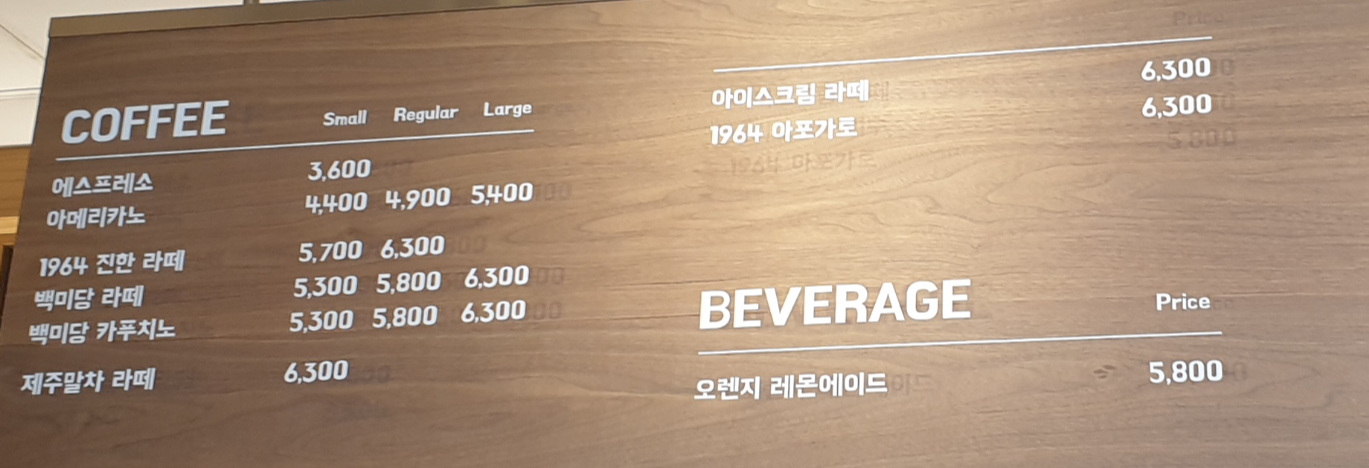 COFFEE Small Regular Large
에스프레소 3,600
아메리카노 4,400 4,900 5,400
1964 진한 라떼 5,700 6,300
백미당 라떼 5,300 5,800 6,300
백미당 카푸치노 5,300 5,800 6,300
제주말차 라떼 6,300
Price
아이스크림 라떼 6,300
1964 아포가토 6,300
BEVERAGE Price
오렌지 레몬에이드 5,800